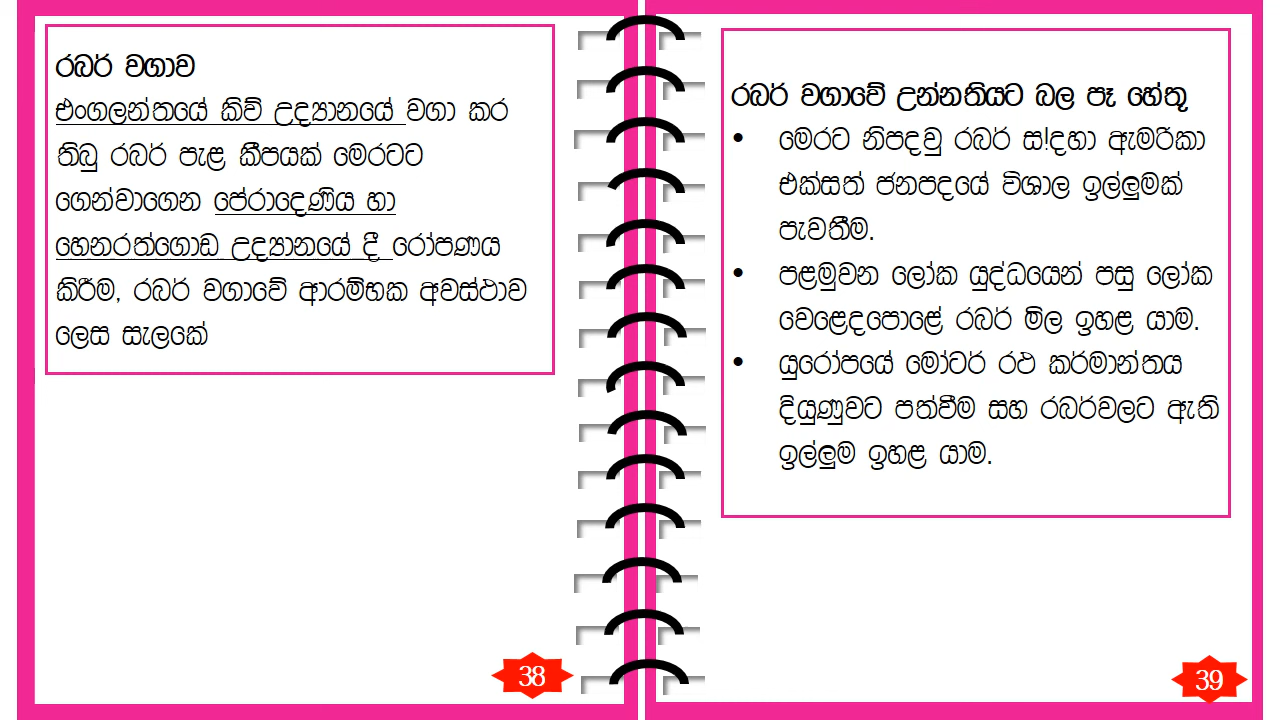 රබර් වගාව
එංගලන්තයේ කිව් උද්‍යානයේ වගා කර
තිබු රබර් පැළ කීපයක් මෙරටට
ගෙන්වාගෙන පේරාදෙණිය හා
හෙනරත්ගොඩ උද්‍යානයේ දී රෝපණය
කිරීම, රබර් වගාවේ ආරම්භක අවස්ථාව
ලෙස සැලකේ
38
රබර් වගාවේ උන්නතියට බල පෑ හේතු
• මෙරට නිපදවු රබර් ස!දහා ඇමරිකා
එක්සත් ජනපදයේ විශාල ඉල්ලුමක්
පැවතීම.
• පළමුවන ලෝක යුද්ධයෙන් පසු ලෝක
වෙළෙදපොළේ රබර් මිල ඉහළ යාම.
• යුරෝපයේ මෝටර් රථ කර්මාන්තය
දියුණුවට පත්වීම සහ රබර්වලට ඇති
ඉල්ලුම ඉහළ යාම.
39